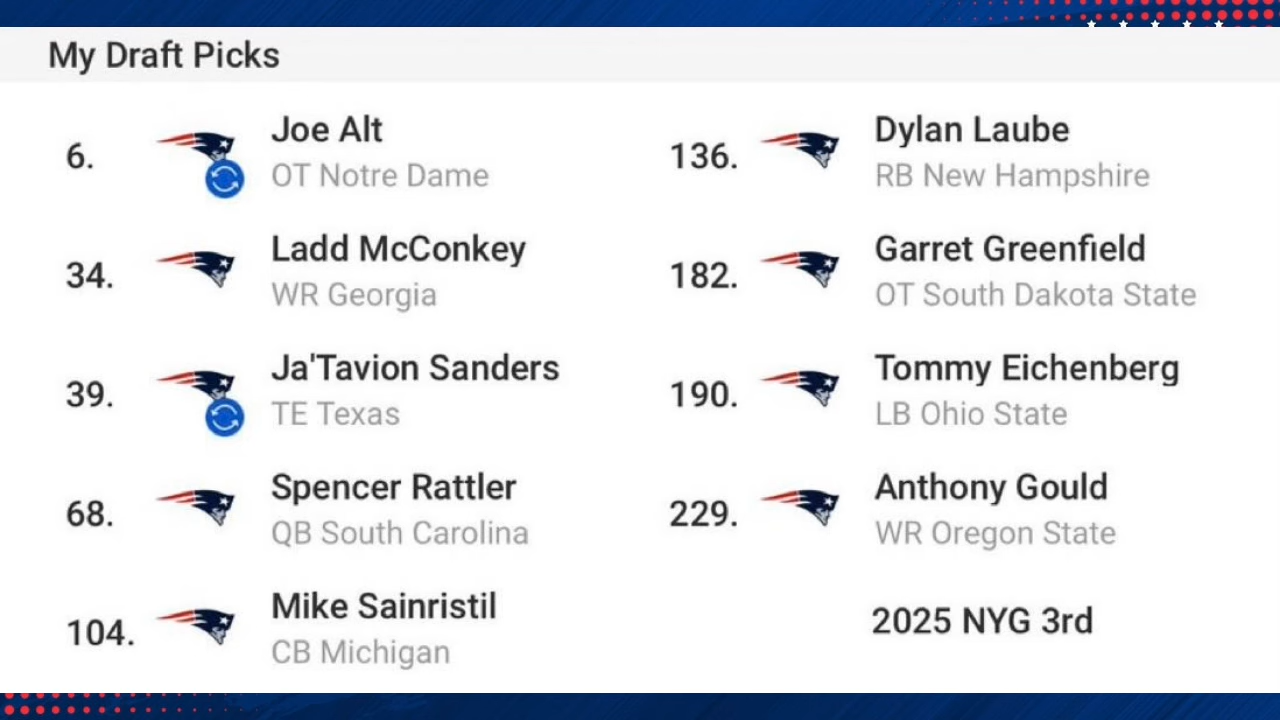 My Draft Picks
6.
Joe Alt
OT Notre Dame
34.
Ladd McConkey
WR Georgia
39.
Ja'Tavion Sanders
TE Texas
68.
Spencer Rattler
QB South Carolina
104.
Mike Sainristil
CB Michigan
136.
Dylan Laube
RB New Hampshire
182.
Garret Greenfield
OT South Dakota State
190.
Tommy Eichenberg
LB Ohio State
229.
Anthony Gould
WR Oregon State
2025 NYG 3rd